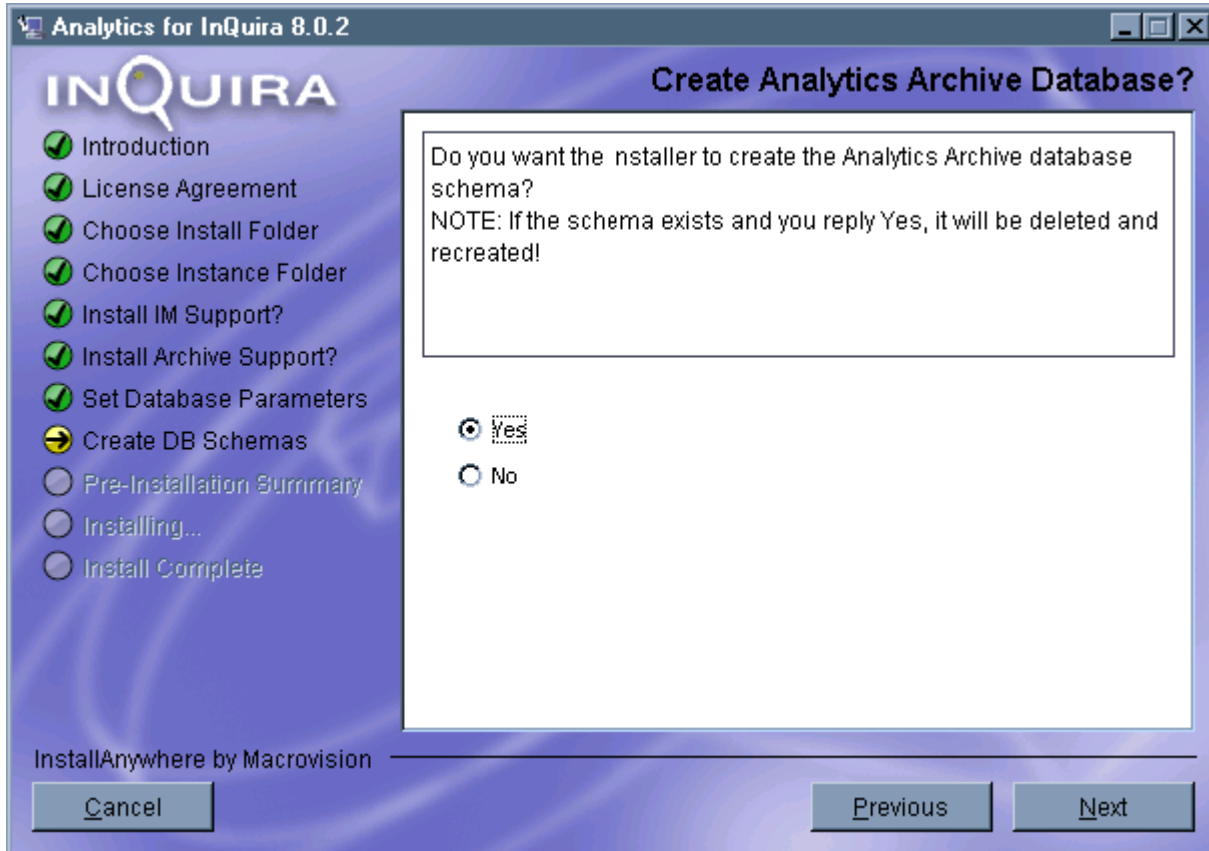 Analytics for InQuira 8.0.2
INQUIRA
Create Analytics Archive Database?
Introduction
License Agreement
Choose Install Folder
Choose Instance Folder
Install IM Support?
Install Archive Support?
Set Database Parameters
Create DB Schemas
Pre-Installation Summary
Installing...
Install Complete
Do you want the nstaller to create the Analytics Archive database
schema?
NOTE: If the schema exists and you reply Yes, it will be deleted and
recreated!
Yes
No
InstallAnywhere by Macrovision
Cancel
Previous
Next